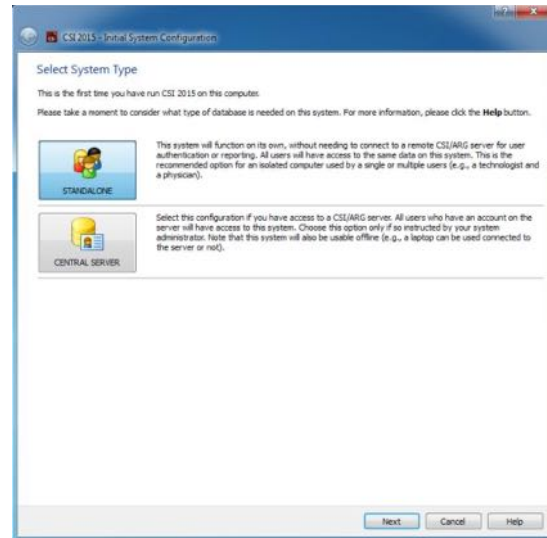 CSI 2015 - Initial System Configuration
Select System Type
This is the first time you have run CSI 2015 on this computer.
Please take a moment to consider what type of database is needed on this system. For more information, please click the Help button.
This system will function on its own, without needing to connect to a remote CSI/ARG server for user
authentication or reporting. All users will have access to the same data on this system. This is the
recommended option for an isolated computer used by a single or multiple users (e.g., a technologist and
a physician).
STANDALONE
Select this configuration if you have access to a CSI/ARG server. All users who have an account on the
server will have access to this system. Choose this option only if so instructed by your system
administrator. Note that this system will also be usable offline (e.g., a laptop can be used connected to
the server or not).
CENTRAL SERVER
Next Cancel Help